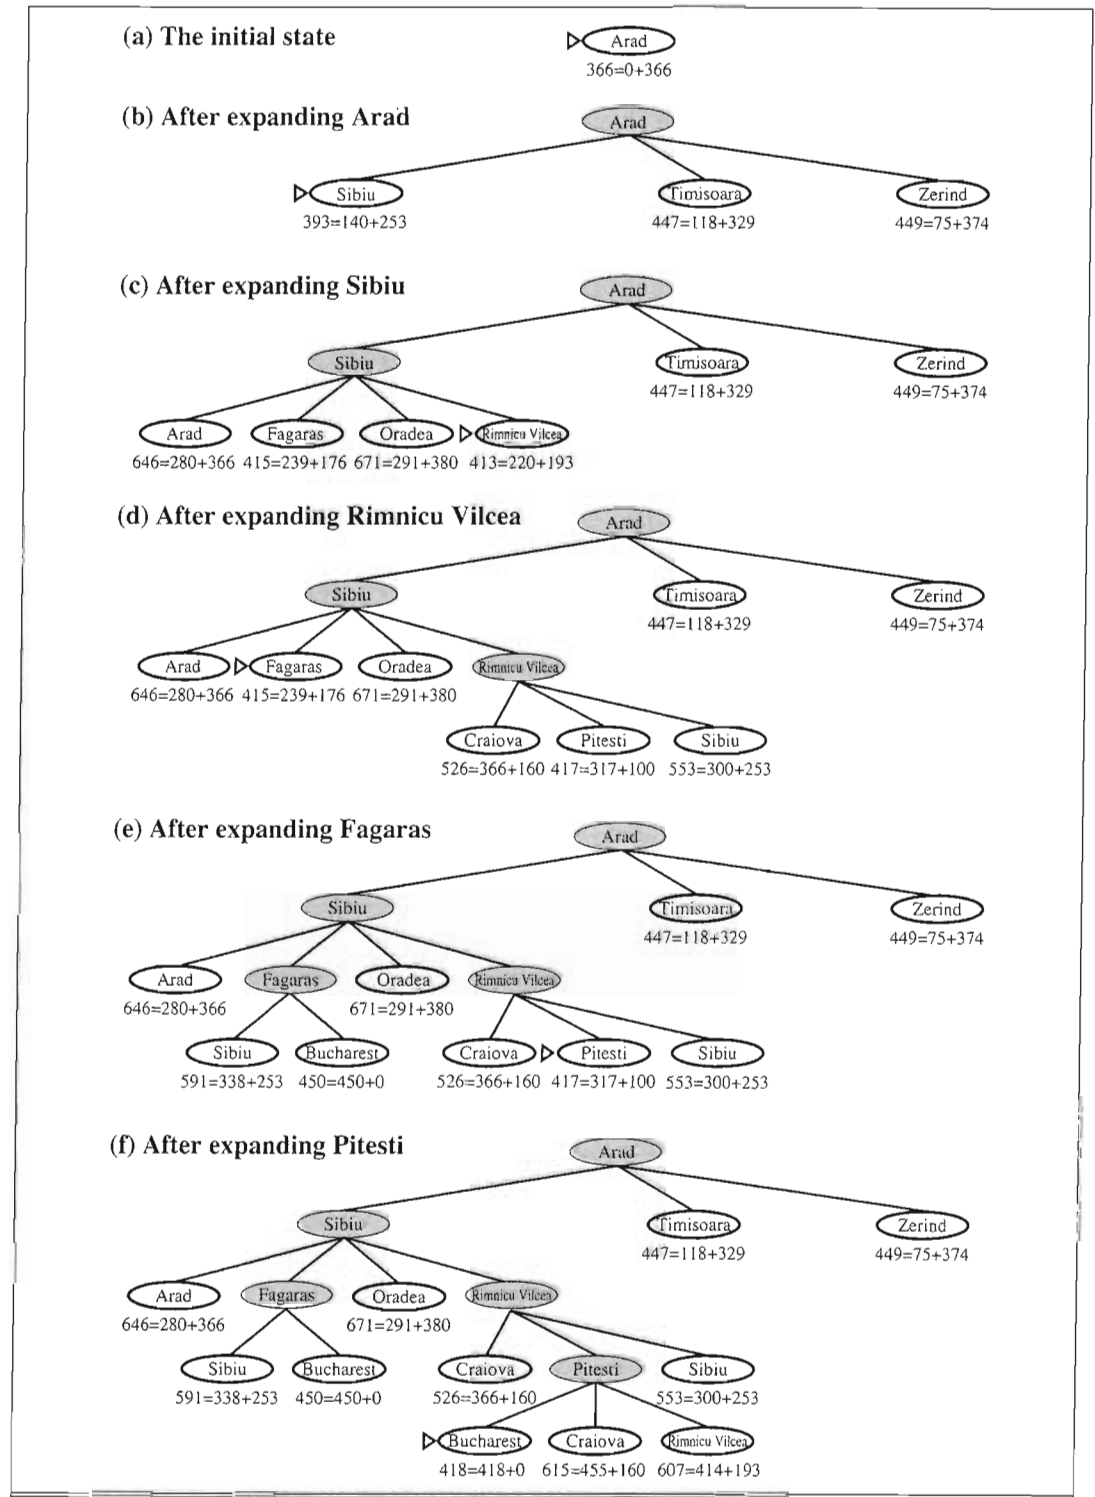 (a) The initial state
Arad
366=0+366
(b) After expanding Arad
Arad
Sibiu Timisoara Zerind
393=140+253 447=118+329 449=75+374
(c) After expanding Sibiu
Arad
Sibiu Timisoara Zerind
447=118+329 449=75+374
Arad Fagaras Oradea Rimnicu Vilcea
646=280+366 415=239+176 671=291+380 413=220+193
(d) After expanding Rimnicu Vilcea
Arad
Sibiu Timisoara Zerind
447=118+329 449=75+374
Arad Fagaras Oradea Rimnicu Vilcea
646=280+366 415=239+176 671=291+380
Craiova Pitesti Sibiu
526=366+160 417=317+100 553=300+253
(e) After expanding Fagaras
Arad
Sibiu Timisoara Zerind
447=118+329 449=75+374
Arad Fagaras Oradea Rimnicu Vilcea
646=280+366 671=291+380
Sibiu Bucharest Craiova Pitesti Sibiu
591=338+253 450=450+0 526=366+160 417=317+100 553=300+253
(f) After expanding Pitesti
Arad
Sibiu Timisoara Zerind
447=118+329 449=75+374
Arad Fagaras Oradea Rimnicu Vilcea
646=280+366 671=291+380
Sibiu Bucharest Craiova Pitesti Sibiu
591=338+253 450=450+0 526=366+160 553=300+253
Bucharest Craiova Rimnicu Vilcea
418=418+0 615=455+160 607=414+193